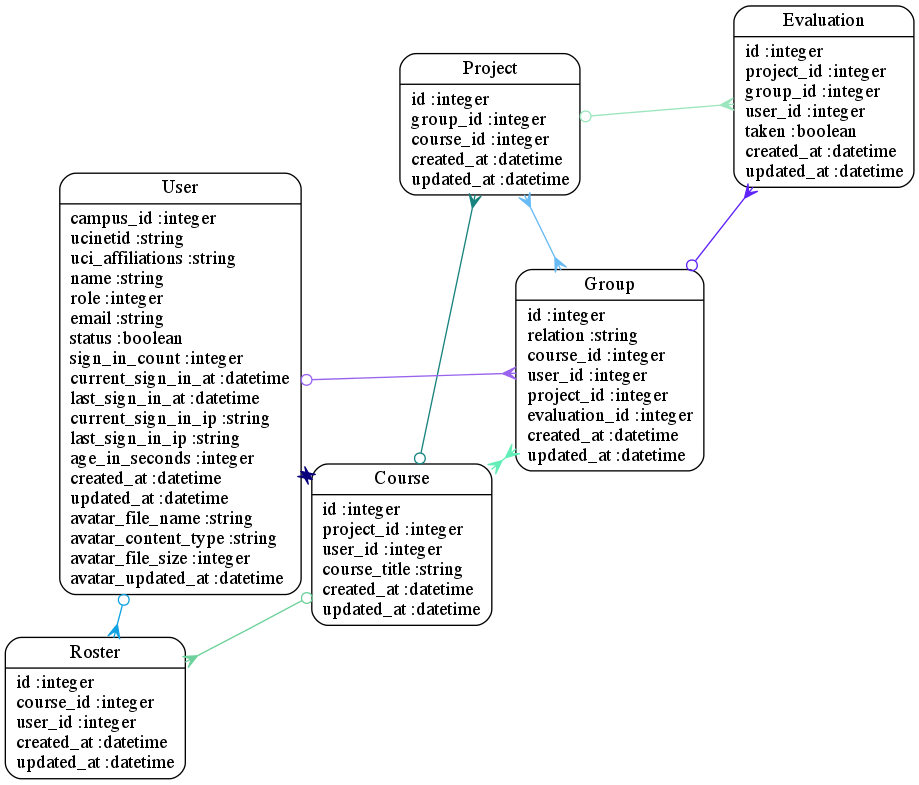 Evaluation
id :integer
project_id :integer
group_id :integer
user_id :integer
taken :boolean
created_at :datetime
updated_at :datetime
Project
id :integer
group_id :integer
course_id :integer
created_at :datetime
updated_at :datetime
User
campus_id :integer
ucinetid :string
uci_affiliations :string
name :string
role :integer
email :string
status :boolean
sign_in_count :integer
current_sign_in_at :datetime
last_sign_in_at :datetime
current_sign_in_ip :string
last_sign_in_ip :string
age_in_seconds :integer
created_at :datetime
updated_at :datetime
avatar_file_name :string
avatar_content_type :string
avatar_file_size :integer
avatar_updated_at :datetime
Group
id :integer
relation :string
course_id :integer
user_id :integer
project_id :integer
evaluation_id :integer
created_at :datetime
updated_at :datetime
Course
id :integer
project_id :integer
user_id :integer
course_title :string
created_at :datetime
updated_at :datetime
Roster
id :integer
course_id :integer
user_id :integer
created_at :datetime
updated_at :datetime